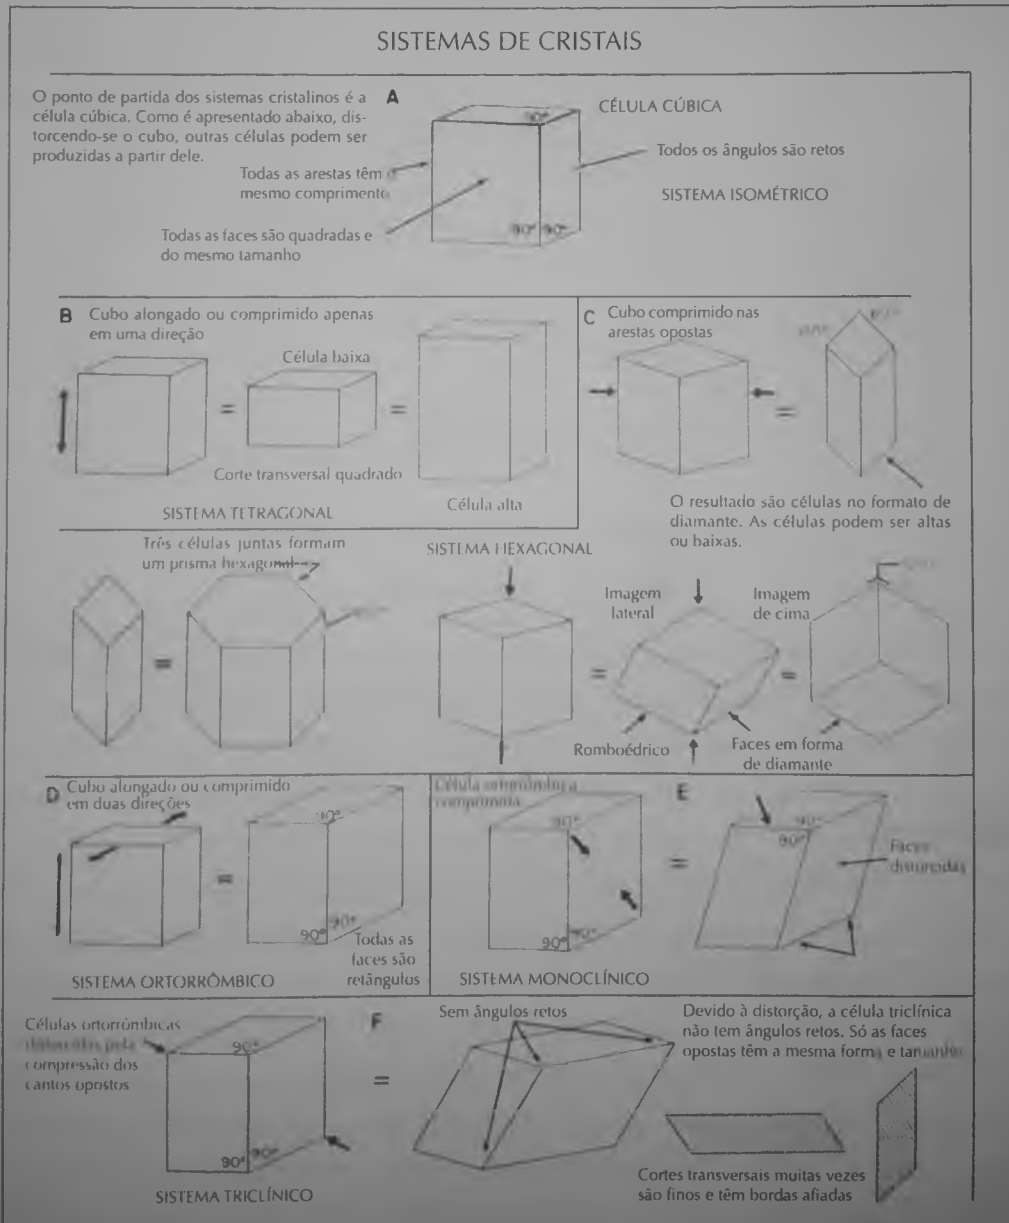 SISTEMAS DE CRISTAIS
O ponto de partida dos sistemas cristalinos é a
célula cúbica. Como é apresentado abaixo, dis-
torcendo-se o cubo, outras células podem ser
produzidas a partir dele.
A
CÉLULA CÚBICA
90°
Todos os ângulos são retos
Todas as arestas têm o
mesmo comprimento
SISTEMA ISOMÉTRICO
90° 90°
Todas as faces são quadradas e
do mesmo tamanho
B Cubo alongado ou comprimido apenas
em uma direção
Célula baixa
=
=
Corte transversal quadrado
Célula alta
SISTEMA TETRAGONAL
C Cubo comprimido nas
arestas opostas
=
O resultado são células no formato de
diamante. As células podem ser altas
ou baixas.
Três células juntas formam
um prisma hexagonal
=
SISTEMA HEXAGONAL
Imagem
lateral
Imagem
de cima
=
=
Romboédrico
Faces em forma
de diamante
D Cubo alongado ou comprimido
em duas direções
90°
=
90°
90°
Todas as
faces são
retângulos
SISTEMA ORTORRÔMBICO
Célula ortorrômbica
comprimida
E
90°
90°
90°
=
90°
90°
Faces
distorcidas
SISTEMA MONOCLÍNICO
Células ortorrômbicas
distorcidas pela
compressão dos
cantos opostos
F
90°
90°
90°
=
Sem ângulos retos
Devido à distorção, a célula triclínica
não tem ângulos retos. Só as faces
opostas têm a mesma forma e tamanho
Cortes transversais muitas vezes
são finos e têm bordas afiadas
SISTEMA TRICLÍNICO